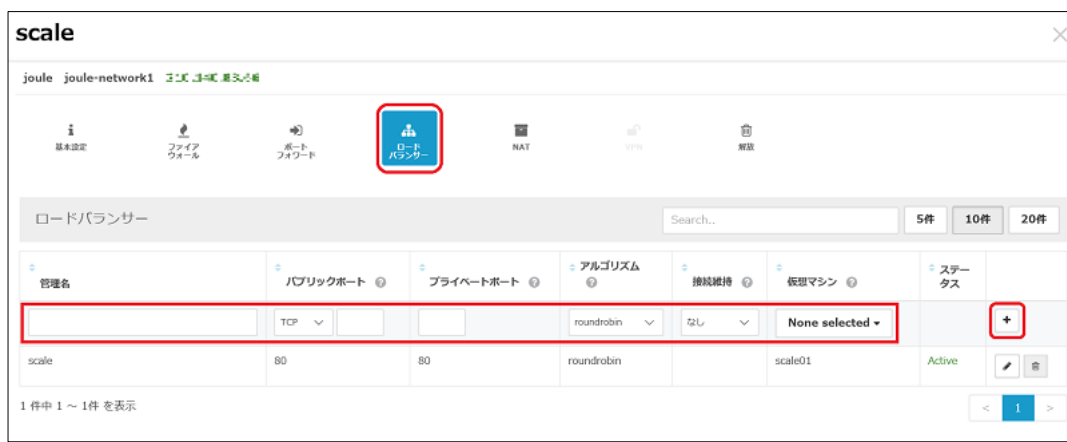 scale
joule joule-network1
基本設定
ファイア
ウォール
ポート
フォワード
ロード
バランサー
NAT
VPN
解放
ロードバランサー
Search..
5件 10件 20件
管理名 パブリックポート プライベートポート アルゴリズム 接続維持 仮想マシン ステー
タス
TCP roundrobin なし None selected +
scale 80 80 roundrobin scale01 Active
1 件中 1 ~ 1件 を表示
< 1 >